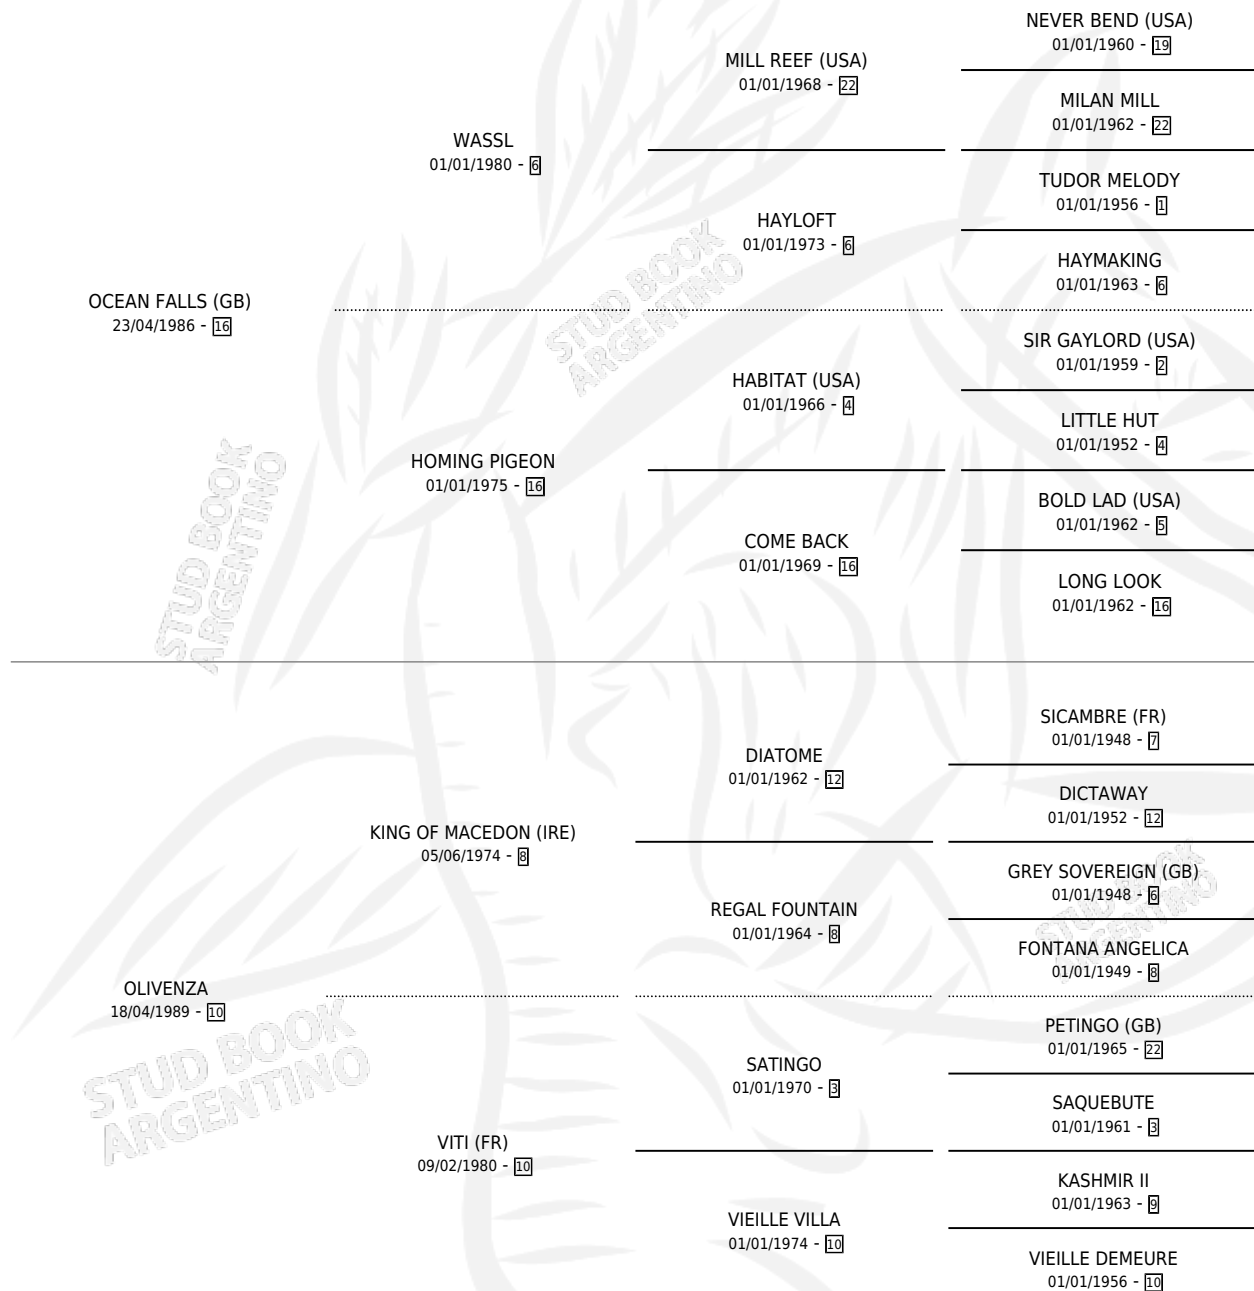 NEVER BEND (USA)
01/01/1960 - 19
MILL REEF (USA)
01/01/1968 - 22
MILAN MILL
01/01/1962 - 22
WASSL
01/01/1980 - 6
TUDOR MELODY
01/01/1956 - 1
HAYLOFT
01/01/1973 - 6
HAYMAKING
01/01/1963 - 6
OCEAN FALLS (GB)
23/04/1986 - 16
STUD BOOK
ARGENTINO
SIR GAYLORD (USA)
01/01/1959 - 2
HABITAT (USA)
01/01/1966 - 4
LITTLE HUT
01/01/1952 - 4
HOMING PIGEON
01/01/1975 - 16
BOLD LAD (USA)
01/01/1962 - 5
COME BACK
01/01/1969 - 16
LONG LOOK
01/01/1962 - 16
STUD BOOK
ARGENTINO
SICAMBRE (FR)
01/01/1948 - 7
DIATOME
01/01/1962 - 12
DICTAWAY
01/01/1952 - 12
KING OF MACEDON (IRE)
05/06/1974 - 8
GREY SOVEREIGN (GB)
01/01/1948 - 6
REGAL FOUNTAIN
01/01/1964 - 8
STUD BOOK
ARGENTINO
FONTANA ANGELICA
01/01/1949 - 8
OLIVENZA
18/04/1989 - 10
PETINGO (GB)
01/01/1965 - 22
SATINGO
01/01/1970 - 3
SAQUEBUTE
01/01/1961 - 3
STUD BOOK
ARGENTINO
VITI (FR)
09/02/1980 - 10
KASHMIR II
01/01/1963 - 9
VIEILLE VILLA
01/01/1974 - 10
VIEILLE DEMEURE
01/01/1956 - 10